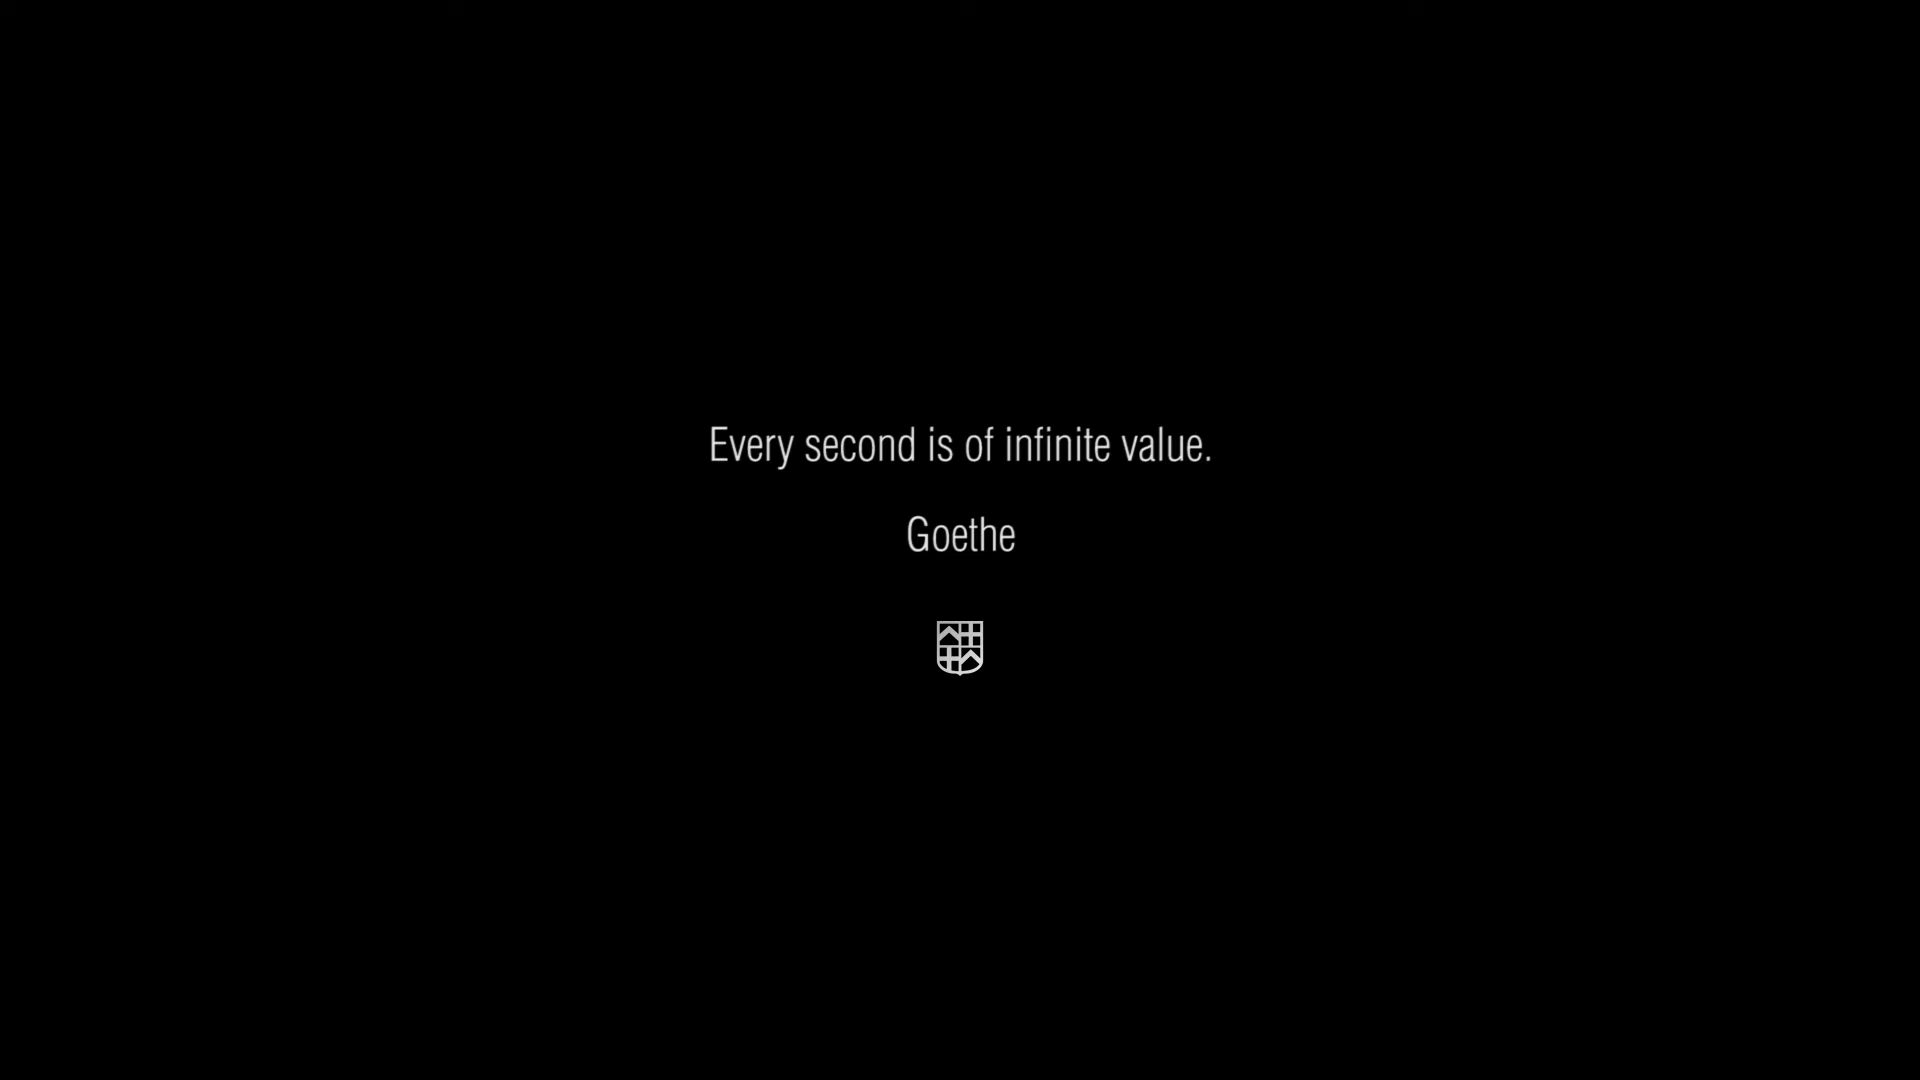 Every second is of infinite value.
Goethe